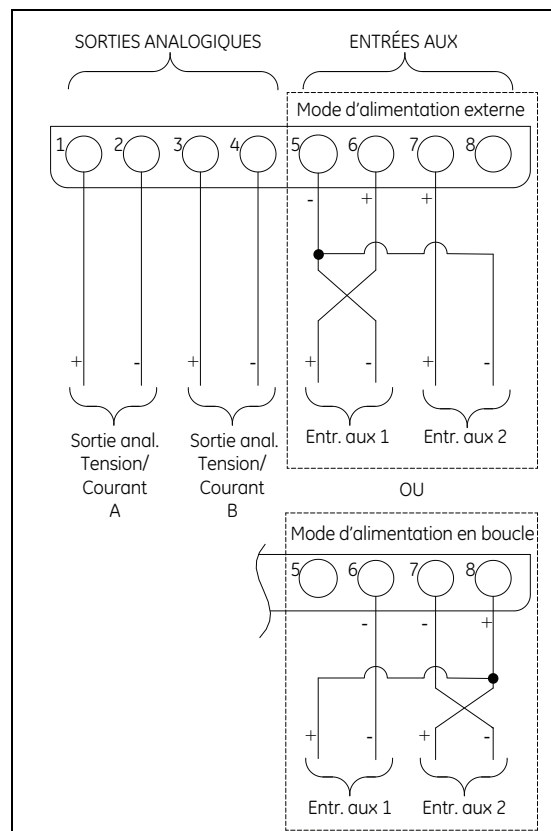 SORTIES ANALOGIQUES ENTRÉES AUX
Mode d'alimentation externe
1 2 3 4 5 6 7 8
- + +
+ - + - + - + -
Sortie anal. Tension/ Courant A
Sortie anal. Tension/ Courant B
Entr. aux 1 Entr. aux 2
OU
Mode d'alimentation en boucle
5 6 7 8
- - +
+ - + -
Entr. aux 1 Entr. aux 2